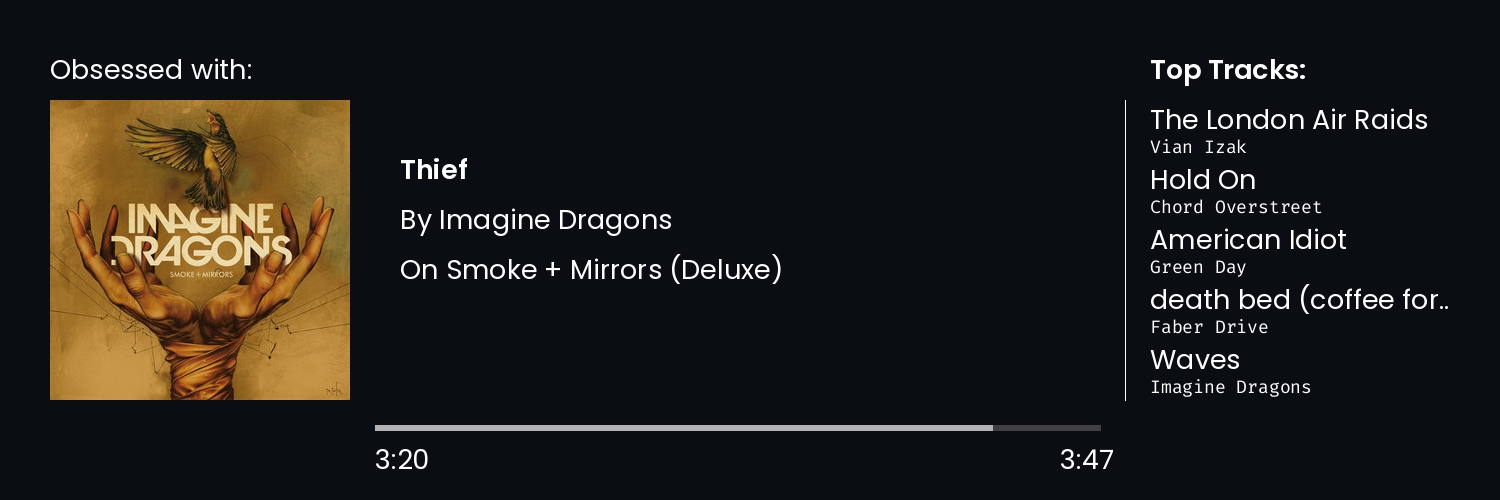 Obsessed with:
IMAGINE
DRAGONS
SMOKE + MIRRORS
Thief
By Imagine Dragons
On Smoke + Mirrors (Deluxe)
3:20
3:47
Top Tracks:
The London Air Raids
Vian Izak
Hold On
Chord Overstreet
American Idiot
Green Day
death bed (coffee for..
Faber Drive
Waves
Imagine Dragons